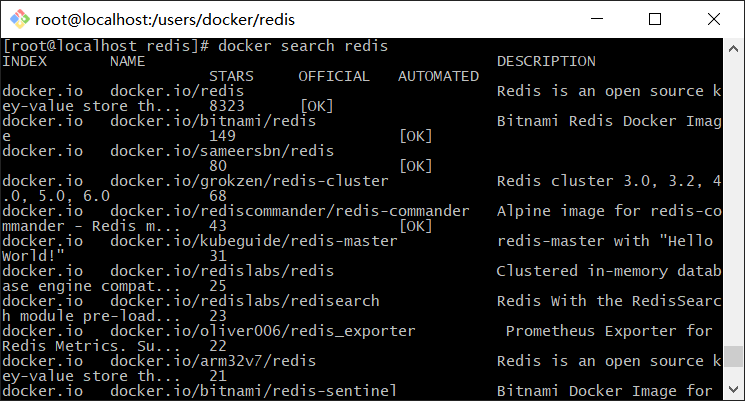 root@localhost:/users/docker/redis
[root@localhost redis]# docker search redis
INDEX NAME DESCRIPTION
STARS OFFICIAL AUTOMATED
docker.io docker.io/redis Redis is an open source k
ey-value store th... 8323 [OK]
docker.io docker.io/bitnami/redis Bitnami Redis Docker Imag
e 149 [OK]
docker.io docker.io/sameersbn/redis
80 [OK]
docker.io docker.io/grokzen/redis-cluster Redis cluster 3.0, 3.2, 4
.0, 5.0, 6.0 68
docker.io docker.io/rediscommander/redis-commander Alpine image for redis-co
mmander - Redis m... 43 [OK]
docker.io docker.io/kubeguide/redis-master redis-master with "Hello
World!" 31
docker.io docker.io/redislabs/redis Clustered in-memory datab
ase engine compat... 25
docker.io docker.io/redislabs/redisearch Redis With the RedisSearc
h module pre-load... 23
docker.io docker.io/oliver006/redis_exporter Prometheus Exporter for
Redis Metrics. Su... 22
docker.io docker.io/arm32v7/redis Redis is an open source k
ey-value store th... 21
docker.io docker.io/bitnami/redis-sentinel Bitnami Docker Image for